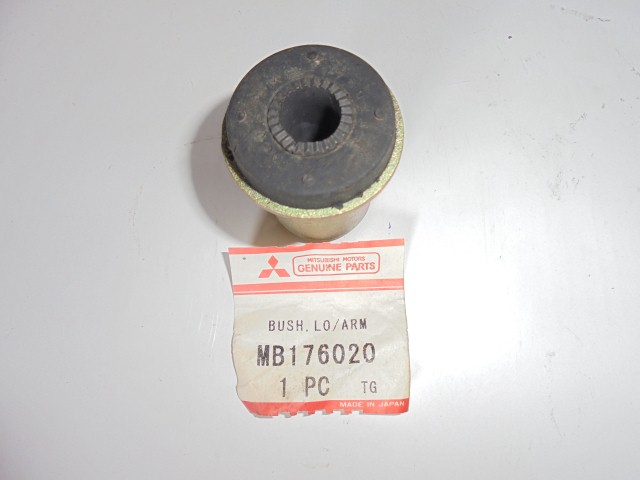 MITSUBISHI MOTORS
GENUINE PARTS
BUSH, LO/ARM
MB176020
1 PC TG
MADE IN JAPAN